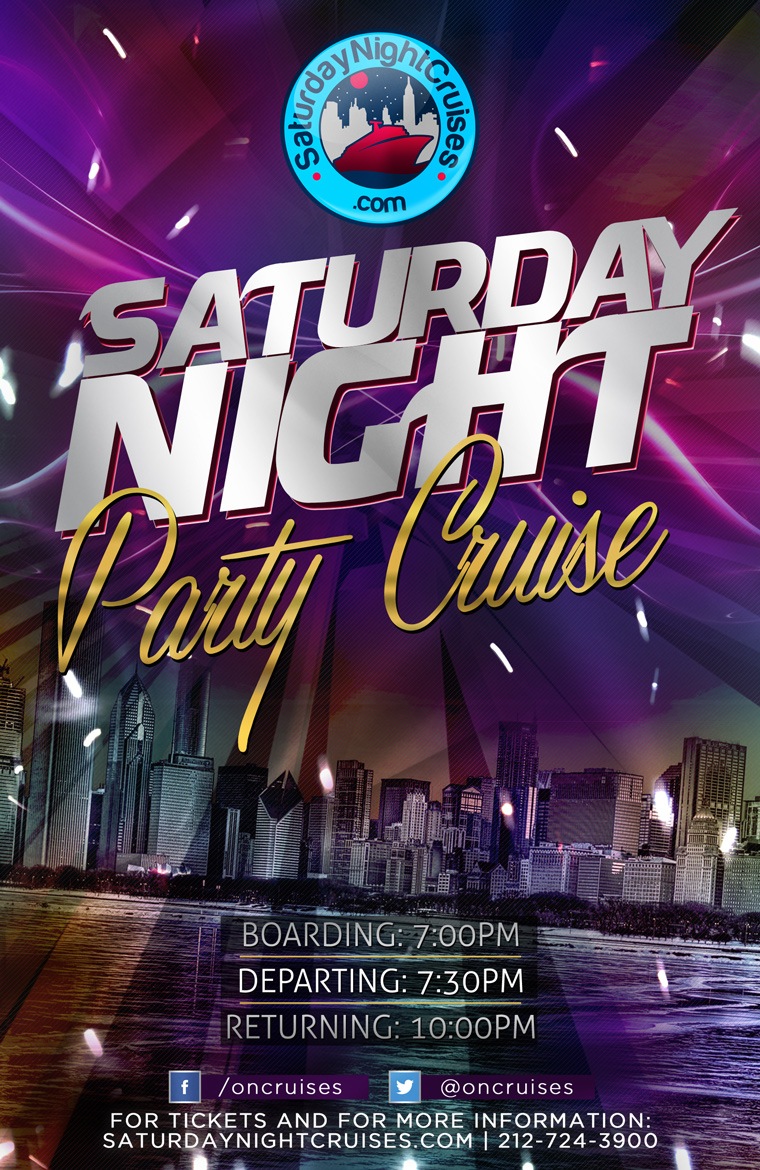 SaturdayNightCruises
.com
SATURDAY
NIGHT
Party Cruise
BOARDING: 7:00PM
DEPARTING: 7:30PM
RETURNING: 10:00PM
f /oncruises @oncruises
FOR TICKETS AND FOR MORE INFORMATION:
SATURDAYNIGHTCRUISES.COM | 212-724-3900